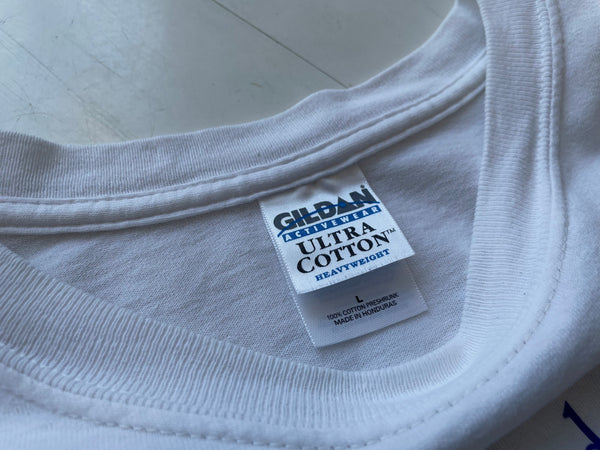 GILDAN
ACTIVEWEAR
ULTRA
COTTON™
HEAVYWEIGHT
L
100% COTTON PRESHRUNK
MADE IN HONDURAS